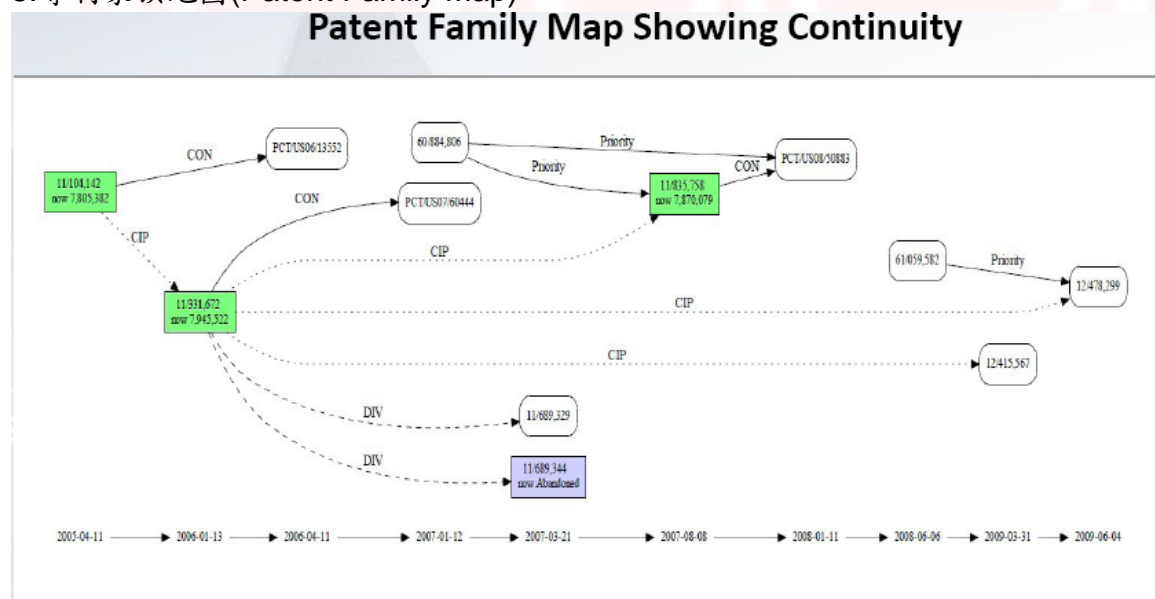 Patent Family Map Showing Continuity
PCT/US06/13552
60/884,806
Priority
PCT/US08/50883
CON
Priority
CON
11/104,142
now 7,805,382
11/835,758
now 7,870,079
CON
PCT/US07/60444
CIP
CIP
61/059,582
Priority
12/478,299
11/331,672
now 7,945,522
CIP
CIP
12/415,567
DIV
11/689,329
DIV
11/689,344
now Abandoned
2005-04-11
2006-01-13
2006-04-11
2007-01-12
2007-03-21
2007-08-08
2008-01-11
2008-06-06
2009-03-31
2009-06-04